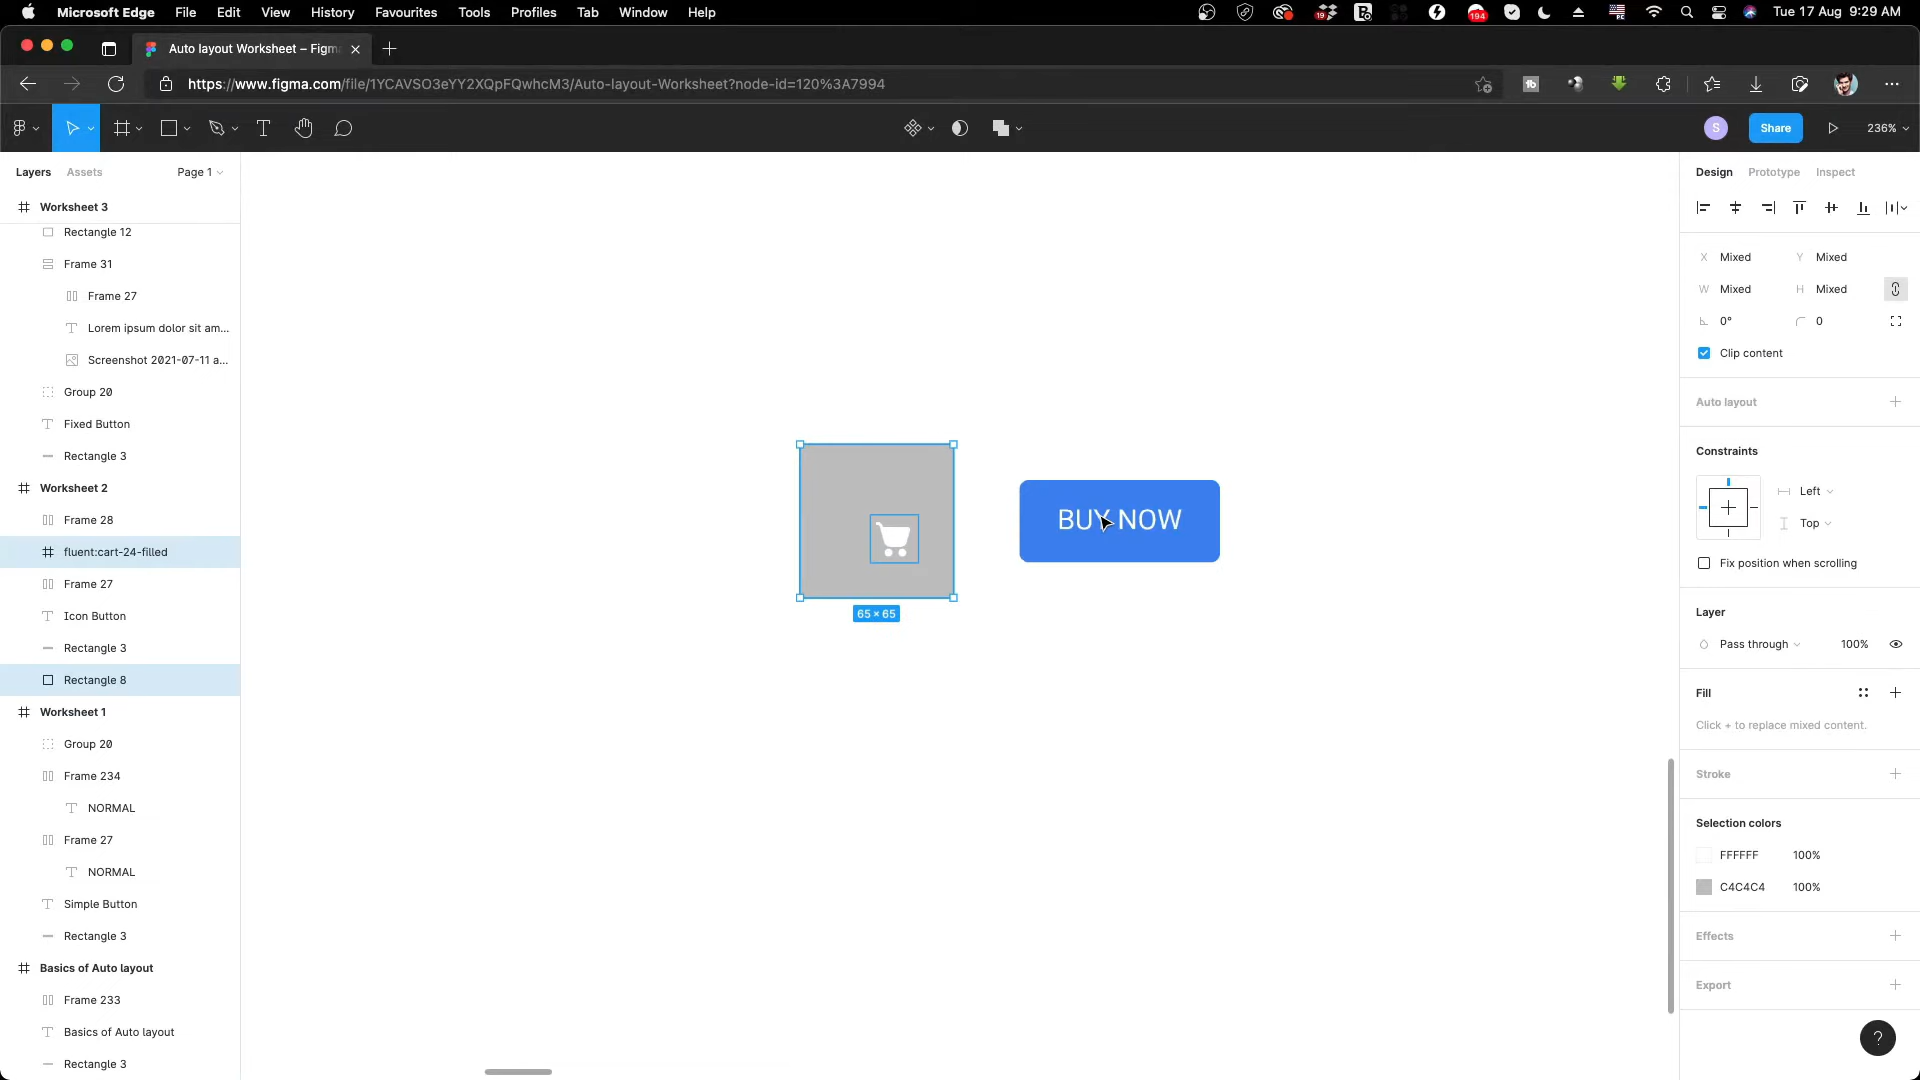 Microsoft Edge File Edit View History Favourites Tools Profiles Tab Window Help
19 194 Tue 17 Aug 9:29 AM
Auto layout Worksheet – Figm
https://www.figma.com/file/1YCAVSO3eYY2XQpFQwhcM3/Auto-layout-Worksheet?node-id=120%3A7994
S Share 236%
Layers Assets Page 1
Worksheet 3
Rectangle 12
Frame 31
Frame 27
Lorem ipsum dolor sit am...
Screenshot 2021-07-11 a...
Group 20
Fixed Button
Rectangle 3
Worksheet 2
Frame 28
fluent:cart-24-filled
Frame 27
Icon Button
Rectangle 3
Rectangle 8
Worksheet 1
Group 20
Frame 234
NORMAL
Frame 27
NORMAL
Simple Button
Rectangle 3
Basics of Auto layout
Frame 233
Basics of Auto layout
Rectangle 3
65 × 65
BUY NOW
Design Prototype Inspect
X Mixed Y Mixed
W Mixed H Mixed
0° 0
Clip content
Auto layout
Constraints
Left
Top
Fix position when scrolling
Layer
Pass through 100%
Fill
Click + to replace mixed content.
Stroke
Selection colors
FFFFFF 100%
C4C4C4 100%
Effects
Export
?